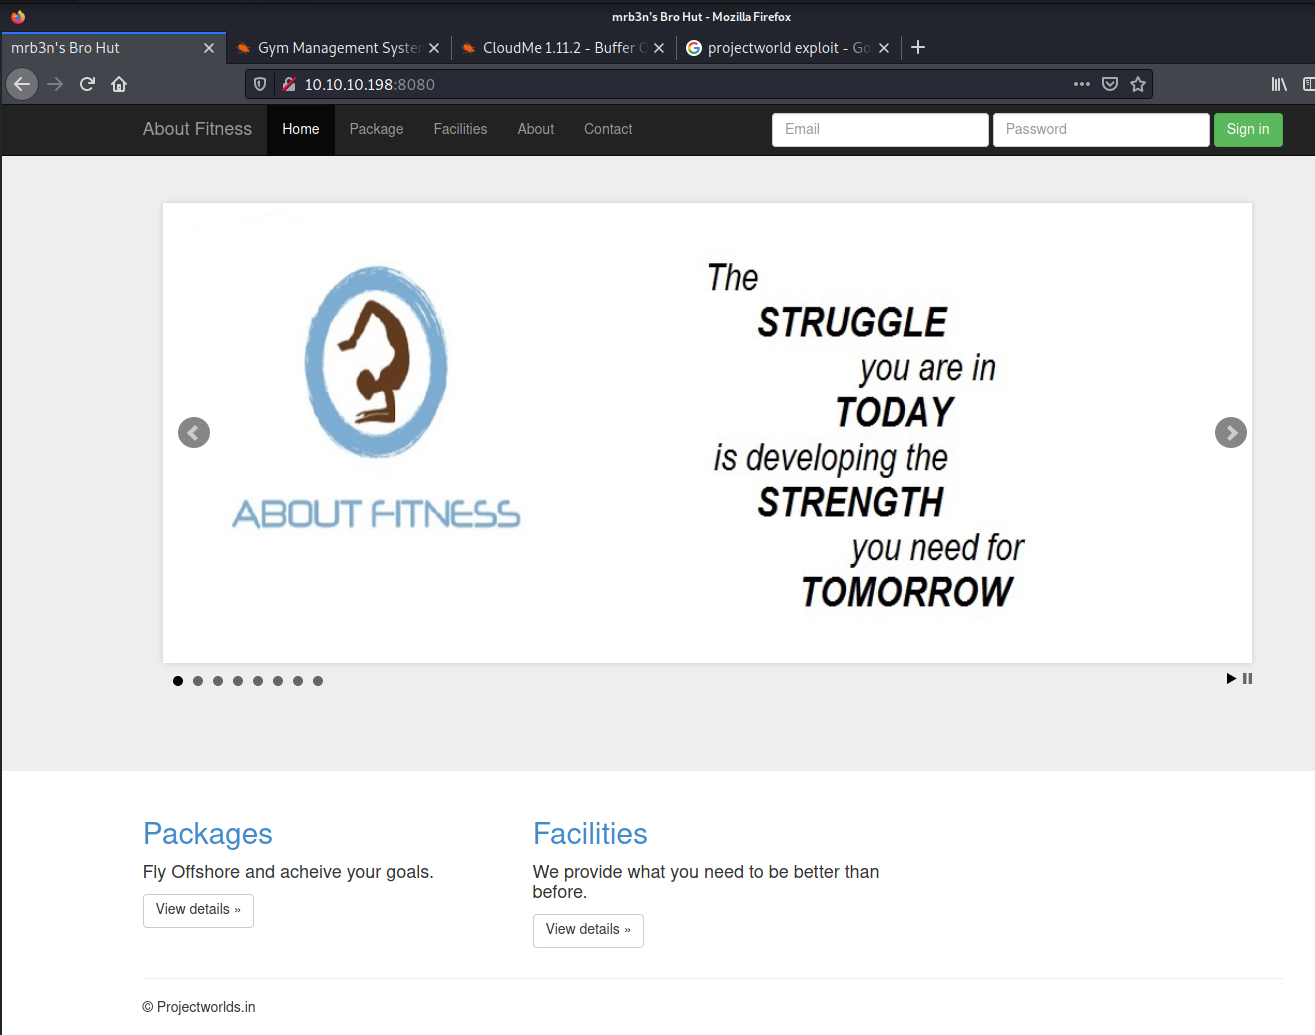 mrb3n's Bro Hut - Mozilla Firefox
mrb3n's Bro Hut
Gym Management Syste
CloudMe 1.11.2 - Buffer O
projectworld exploit - Go
10.10.10.198:8080
About Fitness
Home
Package
Facilities
About
Contact
Email
Password
Sign in
ABOUT FITNESS
The
STRUGGLE
you are in
TODAY
is developing the
STRENGTH
you need for
TOMORROW
Packages
Fly Offshore and acheive your goals.
View details »
Facilities
We provide what you need to be better than
before.
View details »
© Projectworlds.in